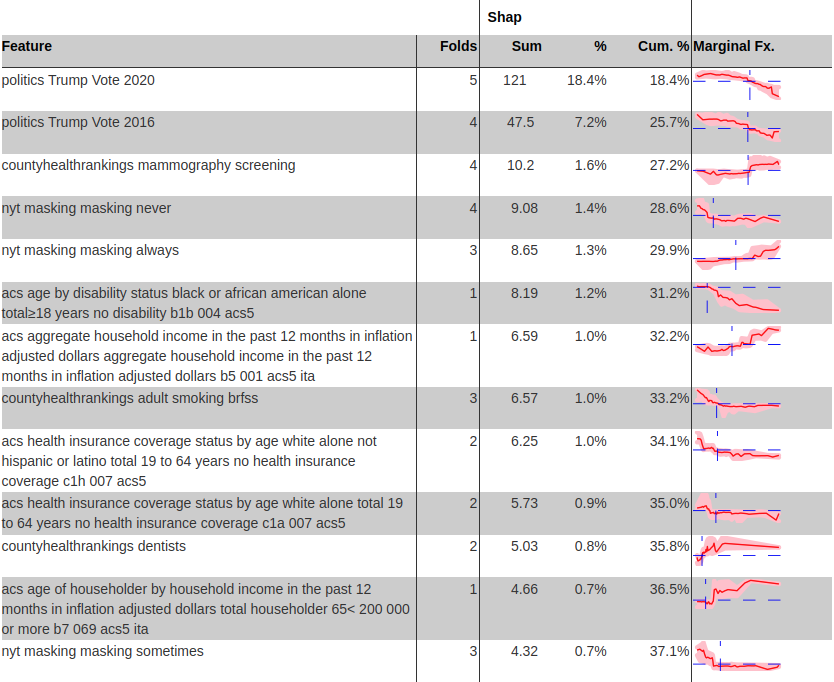 Shap
Feature Folds Sum % Cum. % Marginal Fx.
politics Trump Vote 2020 5 121 18.4% 18.4%
politics Trump Vote 2016 4 47.5 7.2% 25.7%
countyhealthrankings mammography screening 4 10.2 1.6% 27.2%
nyt masking masking never 4 9.08 1.4% 28.6%
nyt masking masking always 3 8.65 1.3% 29.9%
acs age by disability status black or african american alone 1 8.19 1.2% 31.2%
total≥18 years no disability b1b 004 acs5
acs aggregate household income in the past 12 months in inflation 1 6.59 1.0% 32.2%
adjusted dollars aggregate household income in the past 12
months in inflation adjusted dollars b5 001 acs5 ita
countyhealthrankings adult smoking brfss 3 6.57 1.0% 33.2%
acs health insurance coverage status by age white alone not 2 6.25 1.0% 34.1%
hispanic or latino total 19 to 64 years no health insurance
coverage c1h 007 acs5
acs health insurance coverage status by age white alone total 19 2 5.73 0.9% 35.0%
to 64 years no health insurance coverage c1a 007 acs5
countyhealthrankings dentists 2 5.03 0.8% 35.8%
acs age of householder by household income in the past 12 1 4.66 0.7% 36.5%
months in inflation adjusted dollars total householder 65< 200 000
or more b7 069 acs5 ita
nyt masking masking sometimes 3 4.32 0.7% 37.1%